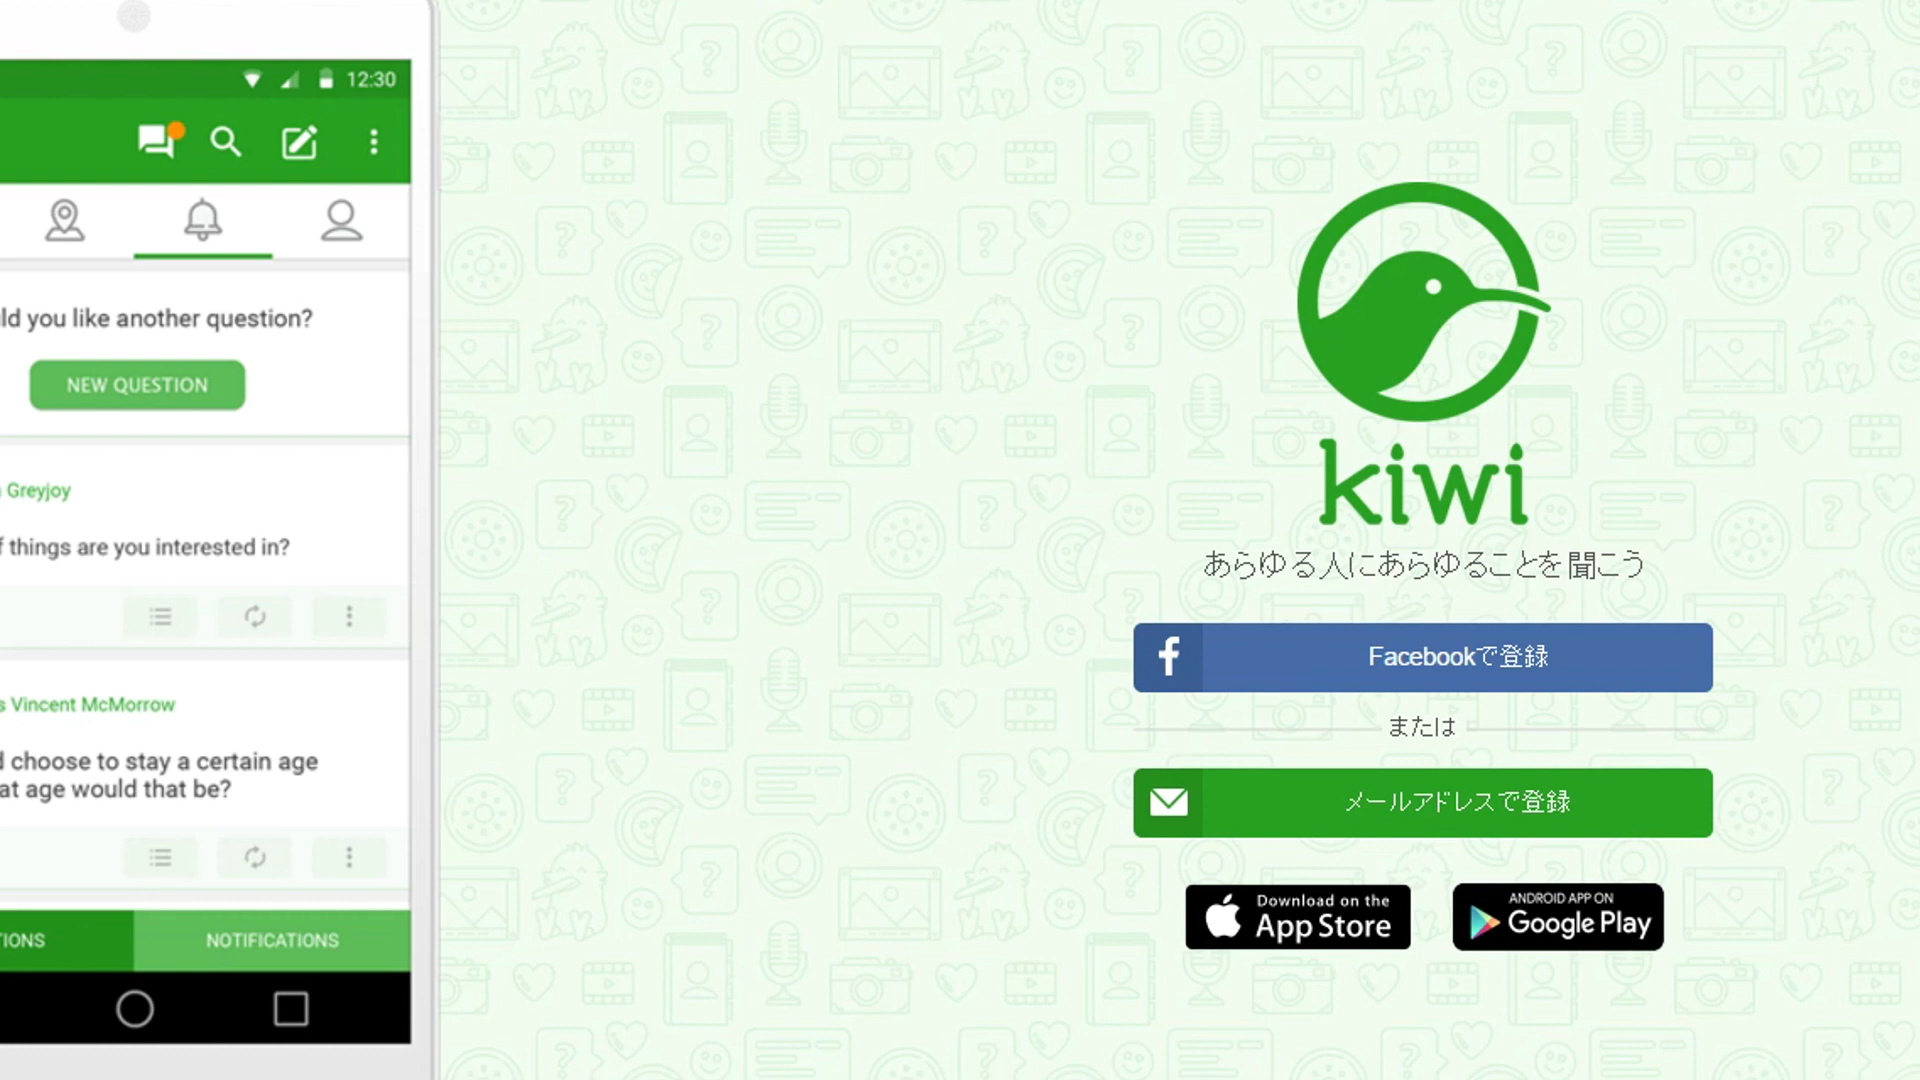 12:30
ld you like another question?
NEW QUESTION
Greyjoy
f things are you interested in?
s Vincent McMorrow
d choose to stay a certain age
at age would that be?
TIONS
NOTIFICATIONS
kiwi
あらゆる人にあらゆることを聞こう
Facebookで登録
または
メールアドレスで登録
Download on the
App Store
ANDROID APP ON
Google Play